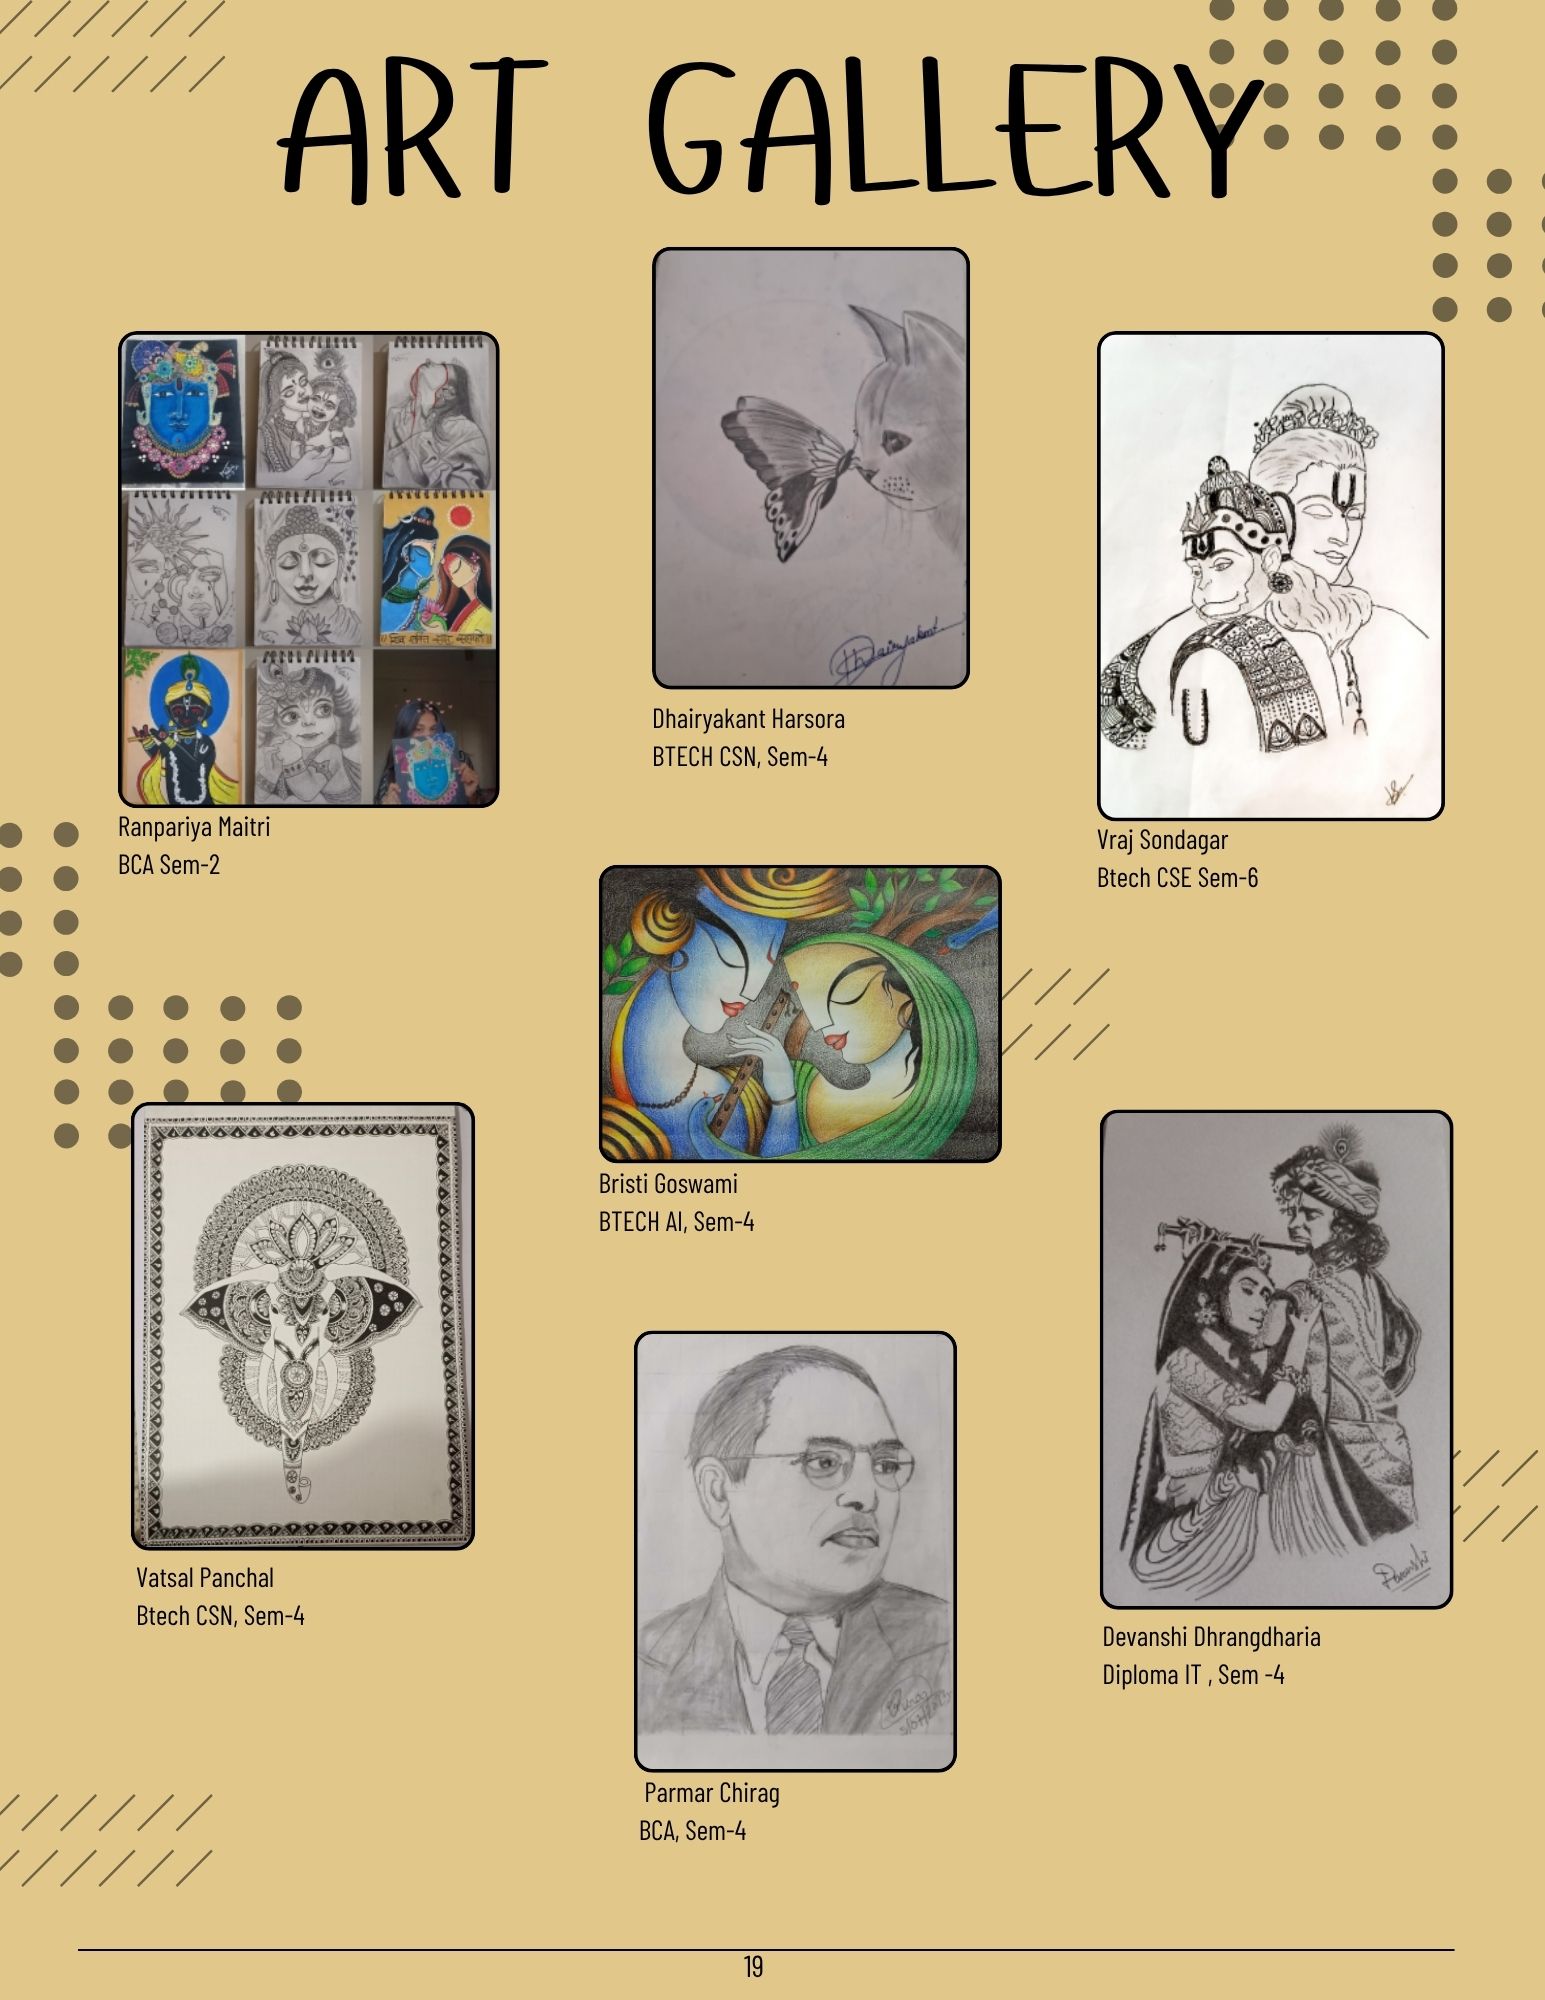 ART GALLERY
Dhairyakant Harsora
BTECH CSN, Sem-4
Ranpariya Maitri
BCA Sem-2
Vraj Sondagar
Btech CSE Sem-6
Bristi Goswami
BTECH AI, Sem-4
Vatsal Panchal
Btech CSN, Sem-4
Devanshi
Devanshi Dhrangdharia
Diploma IT , Sem -4
Parmar Chirag
BCA, Sem-4
19